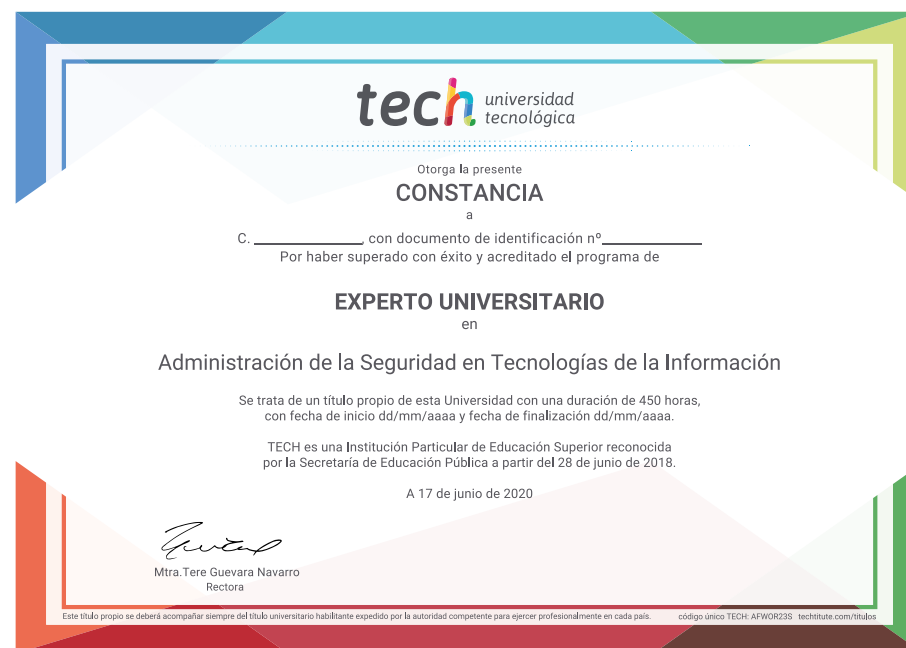 tech universidad
tecnológica
Otorga la presente
CONSTANCIA
a
C. ____________, con documento de identificación nº____________
Por haber superado con éxito y acreditado el programa de
EXPERTO UNIVERSITARIO
en
Administración de la Seguridad en Tecnologías de la Información
Se trata de un título propio de esta Universidad con una duración de 450 horas,
con fecha de inicio dd/mm/aaaa y fecha de finalización dd/mm/aaaa.
TECH es una Institución Particular de Educación Superior reconocida
por la Secretaría de Educación Pública a partir del 28 de junio de 2018.
A 17 de junio de 2020
Mtra.Tere Guevara Navarro
Rectora
Este título propio se deberá acompañar siempre del título universitario habilitante expedido por la autoridad competente para ejercer profesionalmente en cada país. código único TECH: AFWOR23S techtitute.com/titulos